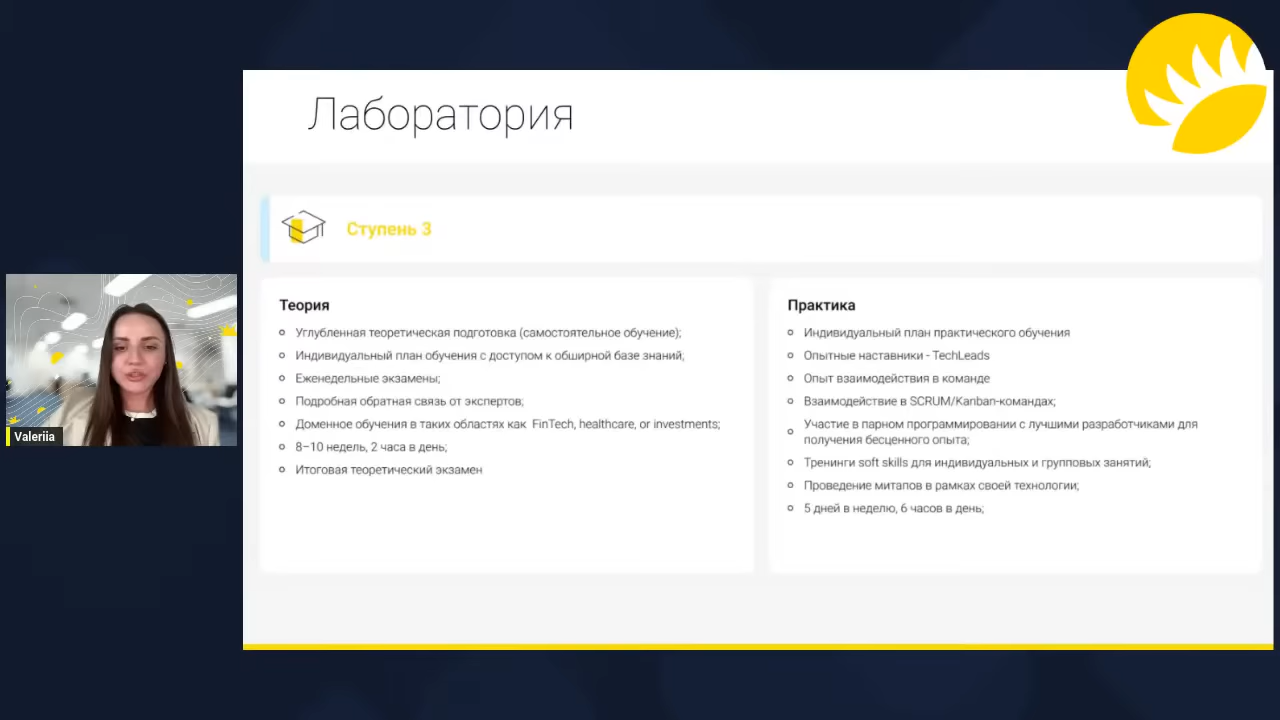 Лаборатория
Ступень 3
Теория
Углубленная теоретическая подготовка (самостоятельное обучение);
Индивидуальный план обучения с доступом к обширной базе знаний;
Еженедельные экзамены;
Подробная обратная связь от экспертов;
Доменное обучения в таких областях как FinTech, healthcare, or investments;
8–10 недель, 2 часа в день;
Итоговая теоретический экзамен
Практика
Индивидуальный план практического обучения
Опытные наставники - TechLeads
Опыт взаимодействия в команде
Взаимодействие в SCRUM/Kanban-командах;
Участие в парном программировании с лучшими разработчиками для
получения бесценного опыта;
Тренинги soft skills для индивидуальных и групповых занятий;
Проведение митапов в рамках своей технологии;
5 дней в неделю, 6 часов в день;
Valeriia